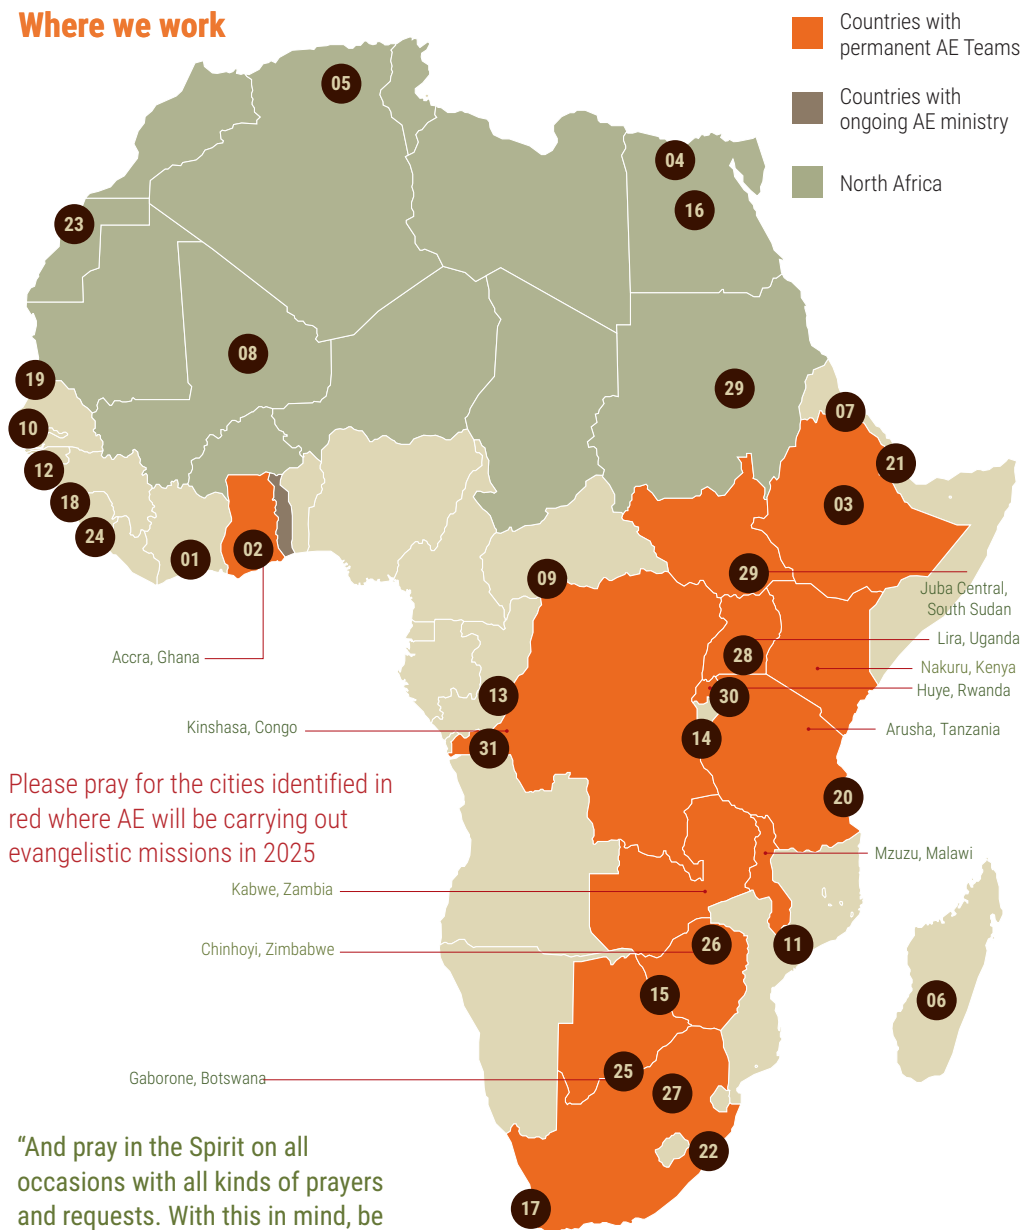 Where we work
Countries with
permanent AE Teams
Countries with
ongoing AE ministry
North Africa
05
04
16
23
08
19
29
10
07
12
21
18
03
24
02
01
09
29
Juba Central,
South Sudan
Lira, Uganda
Accra, Ghana
28
Nakuru, Kenya
Huye, Rwanda
13
30
Kinshasa, Congo
Arusha, Tanzania
14
31
Please pray for the cities identified in
red where AE will be carrying out
evangelistic missions in 2025
20
Mzuzu, Malawi
Kabwe, Zambia
Chinhoyi, Zimbabwe
26
11
15
06
Gaborone, Botswana
25
27
22
17
“And pray in the Spirit on all
occasions with all kinds of prayers
and requests. With this in mind, be